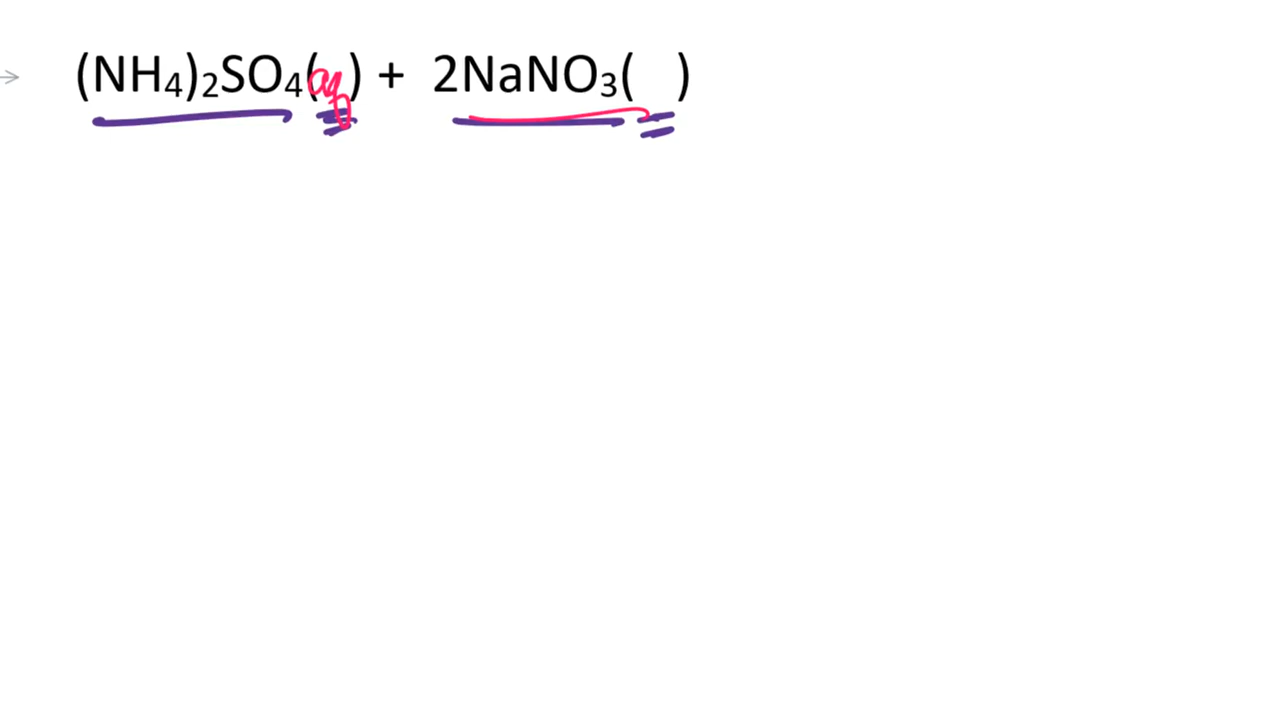 → (NH₄)₂SO₄(aq) + 2NaNO₃( )